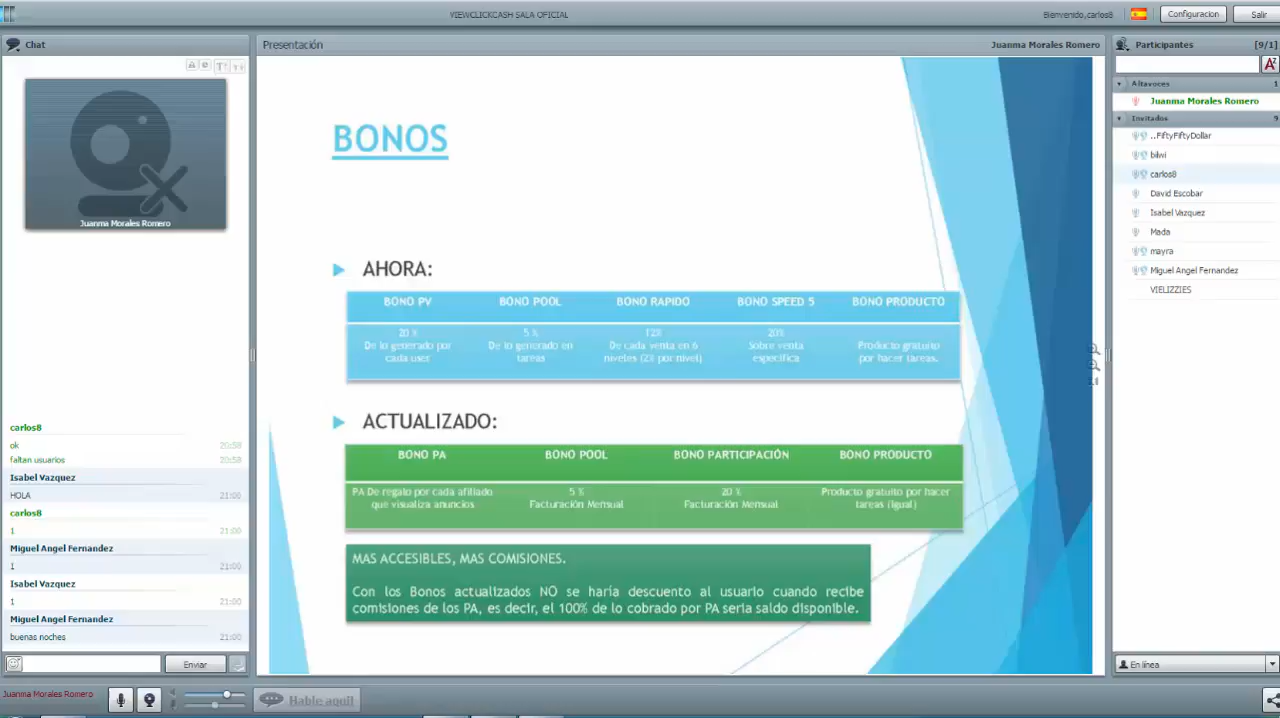 VIEWCLICKCASH SALA OFICIAL
Bienvenido,carlos8
Configuracion
Salir
Chat
Juanma Morales Romero
carlos8
ok 20:58
faltan usuarios 20:58
Isabel Vazquez
HOLA 21:00
carlos8
1 21:00
Miguel Angel Fernandez
1 21:00
Isabel Vazquez
1 21:00
Miguel Angel Fernandez
buenas noches 21:00
Enviar
Presentación
Juanma Morales Romero
BONOS
AHORA:
BONO PV BONO POOL BONO RAPIDO BONO SPEED 5 BONO PRODUCTO
20 % 5 % 12% 20%
De lo generado por De lo generado en De cada venta en 6 Sobre venta Producto gratuito
cada user tareas niveles (2% por nivel) especifica por hacer tareas.
ACTUALIZADO:
BONO PA BONO POOL BONO PARTICIPACIÓN BONO PRODUCTO
PA De regalo por cada afiliado 5 % 20 % Producto gratuito por hacer
que visualiza anuncios Facturación Mensual Facturación Mensual tareas (Igual)
MAS ACCESIBLES, MAS COMISIONES.
Con los Bonos actualizados NO se haría descuento al usuario cuando recibe
comisiones de los PA, es decir, el 100% de lo cobrado por PA seria saldo disponible.
Participantes [9/1]
Altavoces 1
Juanma Morales Romero
Invitados 9
..FiftyFiftyDollar
bilwi
carlos8
David Escobar
Isabel Vazquez
Mada
mayra
Miguel Angel Fernandez
VIELIZZIES
En línea
Juanma Morales Romero
Hable aquí!